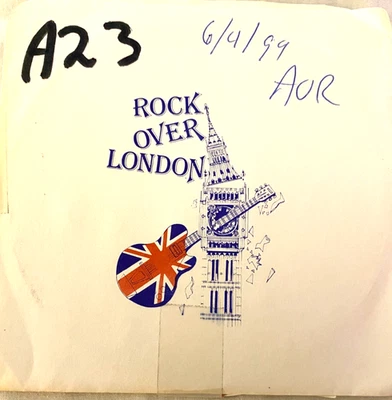 A23
6/4/99
AOR
ROCK
OVER
LONDON